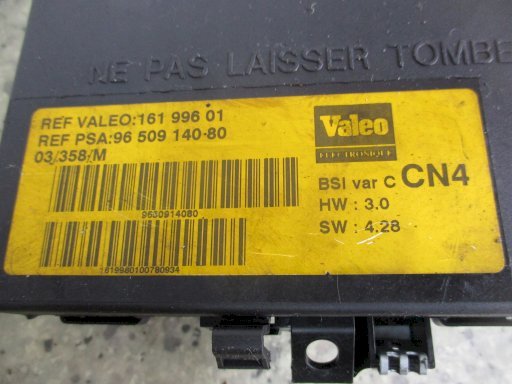 NE PAS LAISSER TOMBE
REF VALEO:161 996 01
REF PSA:96 509 140-80
03/358/M
Valeo
ELECTRONIQUE
BSI var C CN4
HW : 3.0
SW : 4.28
9650914080
1619960100780934